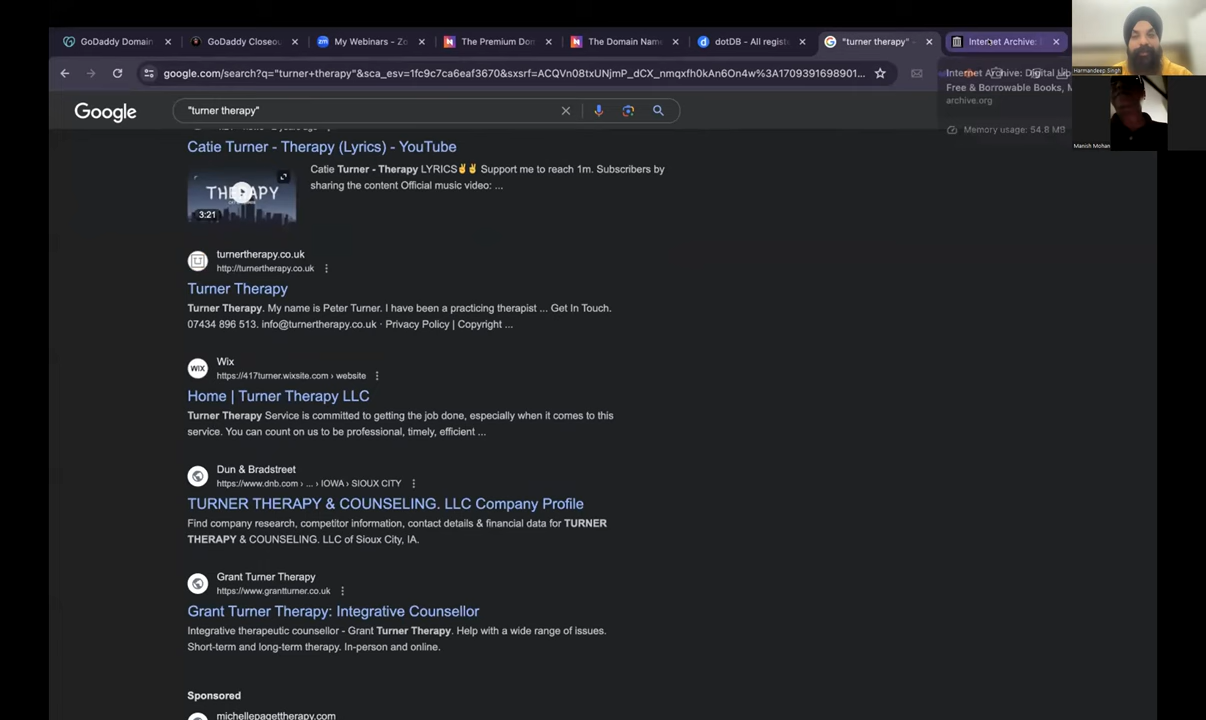 GoDaddy Domain
GoDaddy Closeou
My Webinars - Zo
The Premium Dom
The Domain Name
dotDB - All registe
"turner therapy" -
Internet Archive:
google.com/search?q="turner+therapy"&sca_esv=1fc9c7ca6eaf3670&sxsrf=ACQVn08txUNjmP_dCX_nmqxfh0kAn6On4w%3A1709391698901...
Internet Archive: Digital
Free & Borrowable Books, M
archive.org
Memory usage: 54.8 MB
Harmandeep Singh
Manish Mohan
Google
"turner therapy"
Catie Turner - Therapy (Lyrics) - YouTube
THERAPY
3:21
Catie Turner - Therapy LYRICS✌✌ Support me to reach 1m. Subscribers by
sharing the content Official music video: ...
turnertherapy.co.uk
http://turnertherapy.co.uk
Turner Therapy
Turner Therapy. My name is Peter Turner. I have been a practicing therapist ... Get In Touch.
07434 896 513. info@turnertherapy.co.uk · Privacy Policy | Copyright ...
WIX
Wix
https://417turner.wixsite.com › website
Home | Turner Therapy LLC
Turner Therapy Service is committed to getting the job done, especially when it comes to this
service. You can count on us to be professional, timely, efficient ...
Dun & Bradstreet
https://www.dnb.com › ... › IOWA › SIOUX CITY
TURNER THERAPY & COUNSELING. LLC Company Profile
Find company research, competitor information, contact details & financial data for TURNER
THERAPY & COUNSELING. LLC of Sioux City, IA.
Grant Turner Therapy
https://www.grantturner.co.uk
Grant Turner Therapy: Integrative Counsellor
Integrative therapeutic counsellor - Grant Turner Therapy. Help with a wide range of issues.
Short-term and long-term therapy. In-person and online.
Sponsored
michellepagettherapy.com